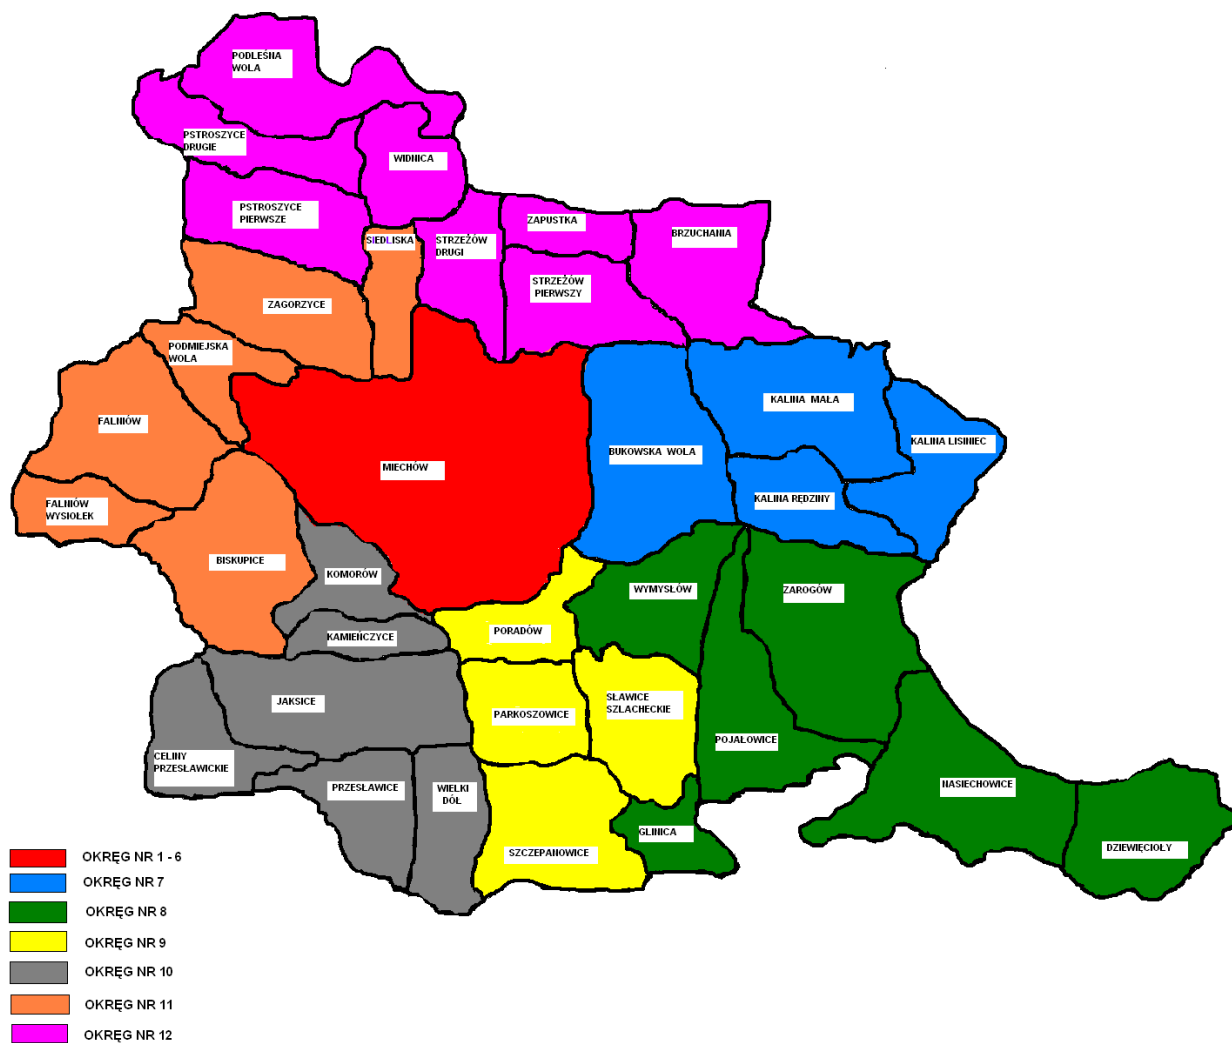 PODLEŚNA
WOLA
PSTROSZYCE
DRUGIE
WIDNICA
PSTROSZYCE
PIERWSZE
SIEDLISKA
STRZEŻÓW
DRUGI
ZAPUSTKA
BRZUCHANIA
STRZEŻÓW
PIERWSZY
ZAGORZYCE
PODMIEJSKA
WOLA
FALNIÓW
KALINA MAŁA
KALINA LISINIEC
BUKOWSKA WOLA
MIECHÓW
KALINA RĘDZINY
FALNIÓW
WYSIOŁEK
BISKUPICE
KOMORÓW
WYMYSŁÓW
ZAROGÓW
PORADÓW
KAMIEŃCZYCE
JAKSICE
SŁAWICE
SZLACHECKIE
PARKOSZOWICE
POJAŁOWICE
CELINY
PRZESŁAWICKIE
PRZESŁAWICE
WIELKI
DÓŁ
NASIECHOWICE
GLINICA
SZCZEPANOWICE
DZIEWIĘCIOŁY
OKRĘG NR 1 - 6
OKRĘG NR 7
OKRĘG NR 8
OKRĘG NR 9
OKRĘG NR 10
OKRĘG NR 11
OKRĘG NR 12